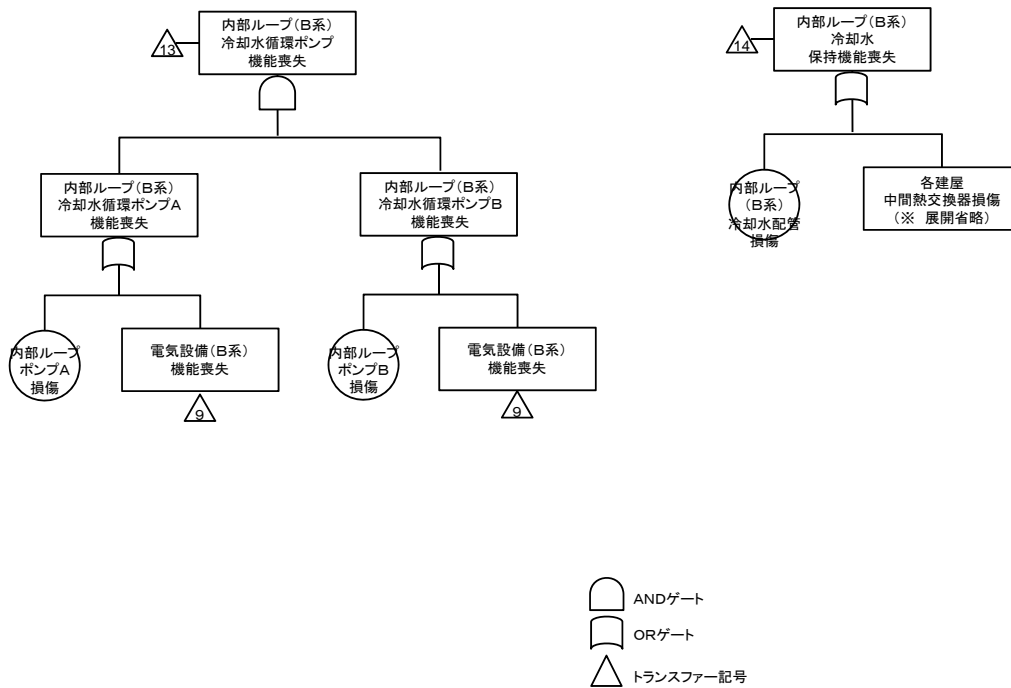 13
内部ループ（B系）
冷却水循環ポンプ
機能喪失
14
内部ループ（B系）
冷却水
保持機能喪失
内部ループ（B系）
冷却水循環ポンプA
機能喪失
内部ループ（B系）
冷却水循環ポンプB
機能喪失
内部ループ
（B系）
冷却水配管
損傷
各建屋
中間熱交換器損傷
（※ 展開省略）
内部ループ
ポンプA
損傷
電気設備（B系）
機能喪失
9
内部ループ
ポンプB
損傷
電気設備（B系）
機能喪失
9
ANDゲート
ORゲート
トランスファー記号